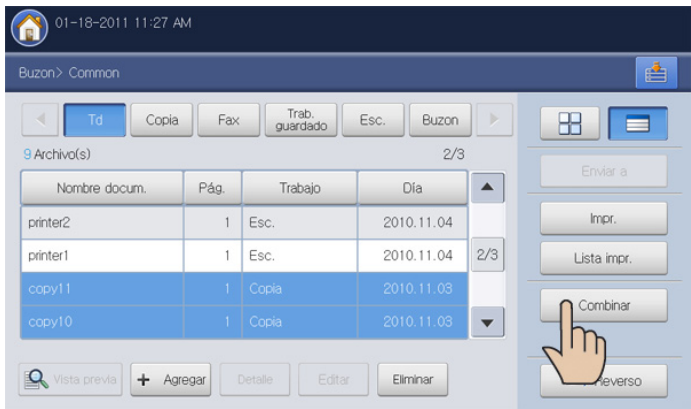 01-18-2011 11:27 AM
Buzon> Common
Td
Copia
Fax
Trab.
guardado
Esc.
Buzon
9 Archivo(s)
2/3
Nombre docum.
Pág.
Trabajo
Día
printer2
1
Esc.
2010.11.04
printer1
1
Esc.
2010.11.04
copy11
1
Copia
2010.11.03
copy10
1
Copia
2010.11.03
2/3
Vista previa
Agregar
Detalle
Editar
Eliminar
Enviar a
Impr.
Lista impr.
Combinar
Reverso